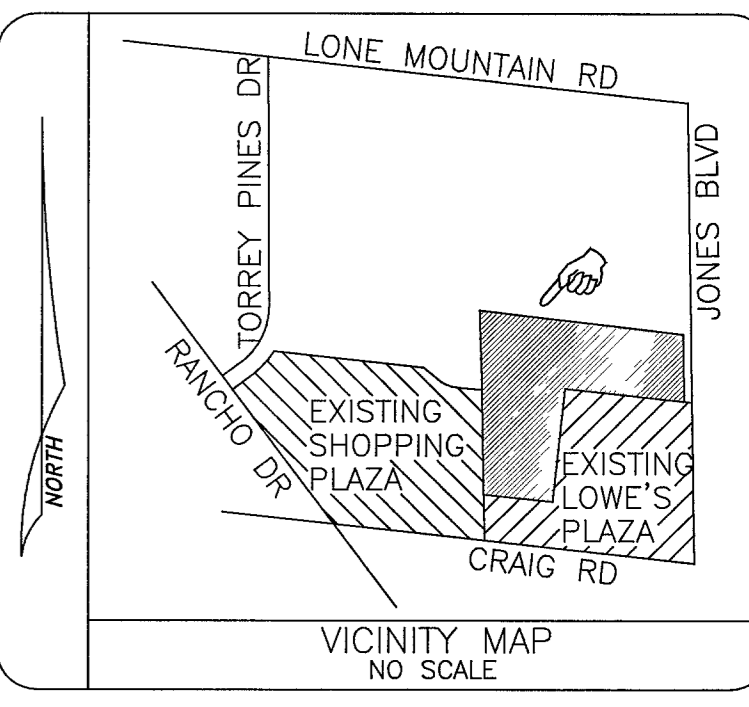 LONE MOUNTAIN RD
TORREY PINES DR
JONES BLVD
RANCHO DR
EXISTING
SHOPPING
PLAZA
EXISTING
LOWE'S
PLAZA
CRAIG RD
NORTH
VICINITY MAP
NO SCALE